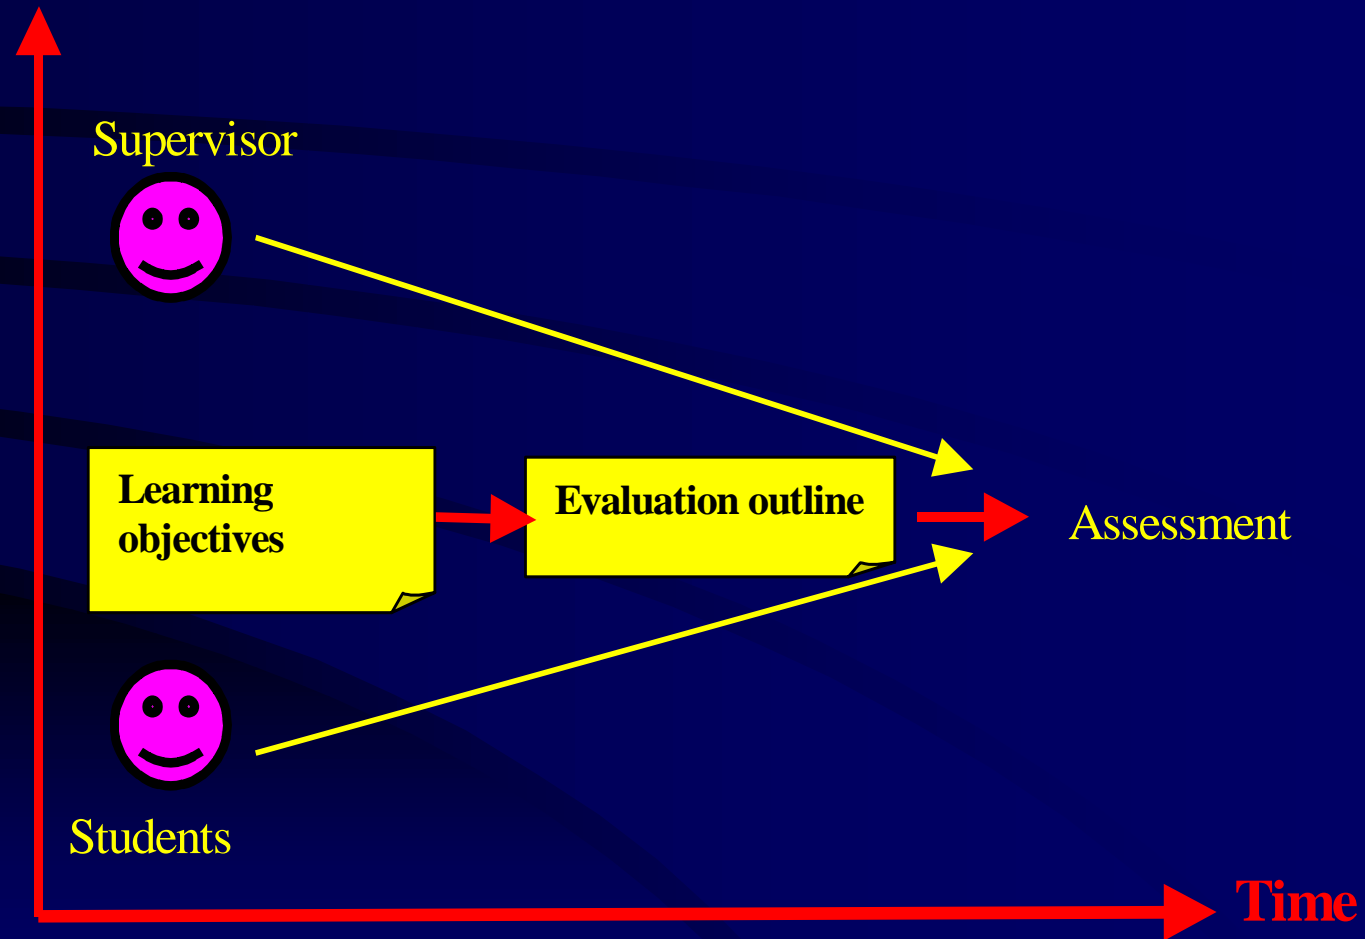 Supervisor
Learning
objectives
Evaluation outline
Assessment
Students
Time